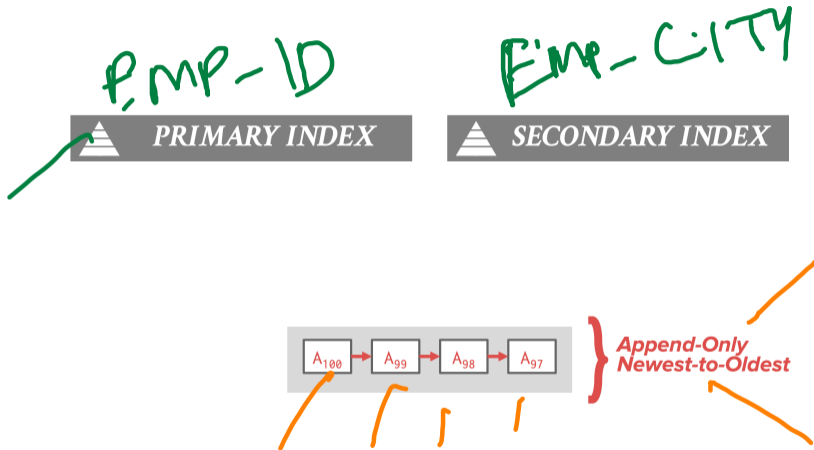 EMP-ID
EMP-CITY
PRIMARY INDEX
SECONDARY INDEX
A100
A99
A98
A97
Append-Only
Newest-to-Oldest